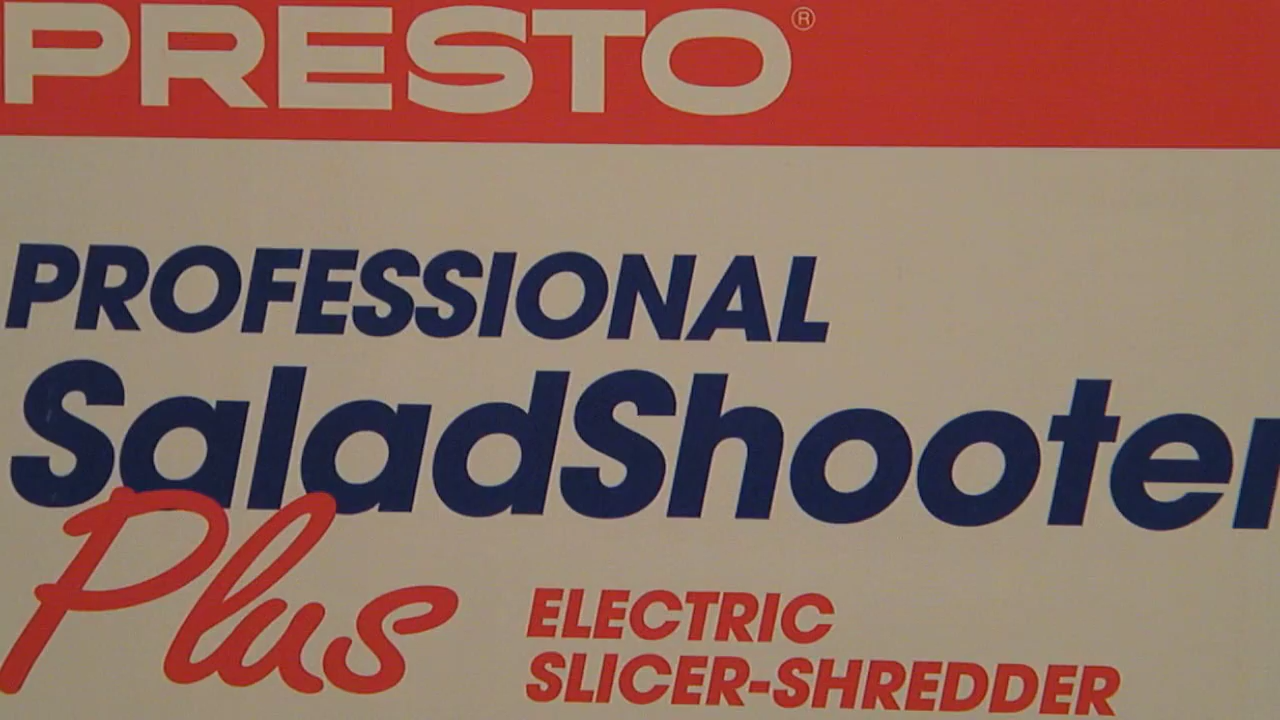 PRESTO®
PROFESSIONAL
SaladShooter
Plus
ELECTRIC
SLICER-SHREDDER